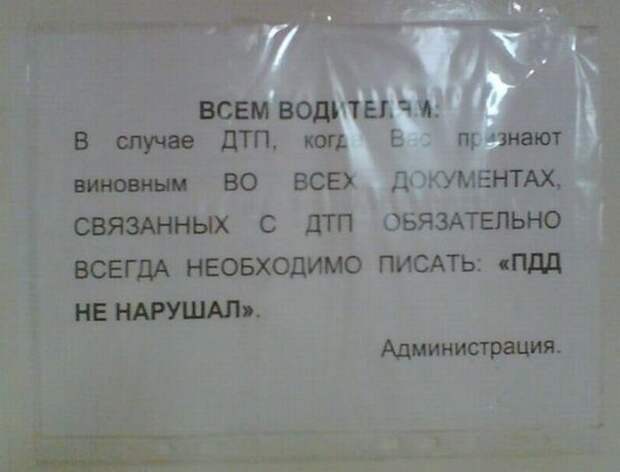 ВСЕМ ВОДИТЕЛЯМ:
В случае ДТП, когда Вас признают
виновным ВО ВСЕХ ДОКУМЕНТАХ,
СВЯЗАННЫХ С ДТП ОБЯЗАТЕЛЬНО
ВСЕГДА НЕОБХОДИМО ПИСАТЬ: «ПДД
НЕ НАРУШАЛ».
Администрация.